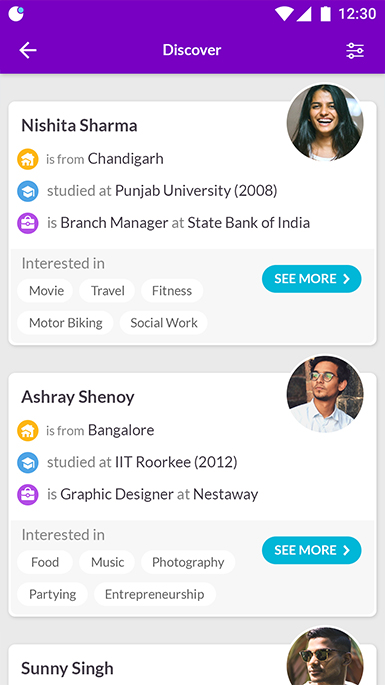 12:30
Discover
Nishita Sharma
is from Chandigarh
studied at Punjab University (2008)
is Branch Manager at State Bank of India
Interested in
SEE MORE
Movie Travel Fitness
Motor Biking Social Work
Ashray Shenoy
is from Bangalore
studied at IIT Roorkee (2012)
is Graphic Designer at Nestaway
Interested in
SEE MORE
Food Music Photography
Partying Entrepreneurship
Sunny Singh